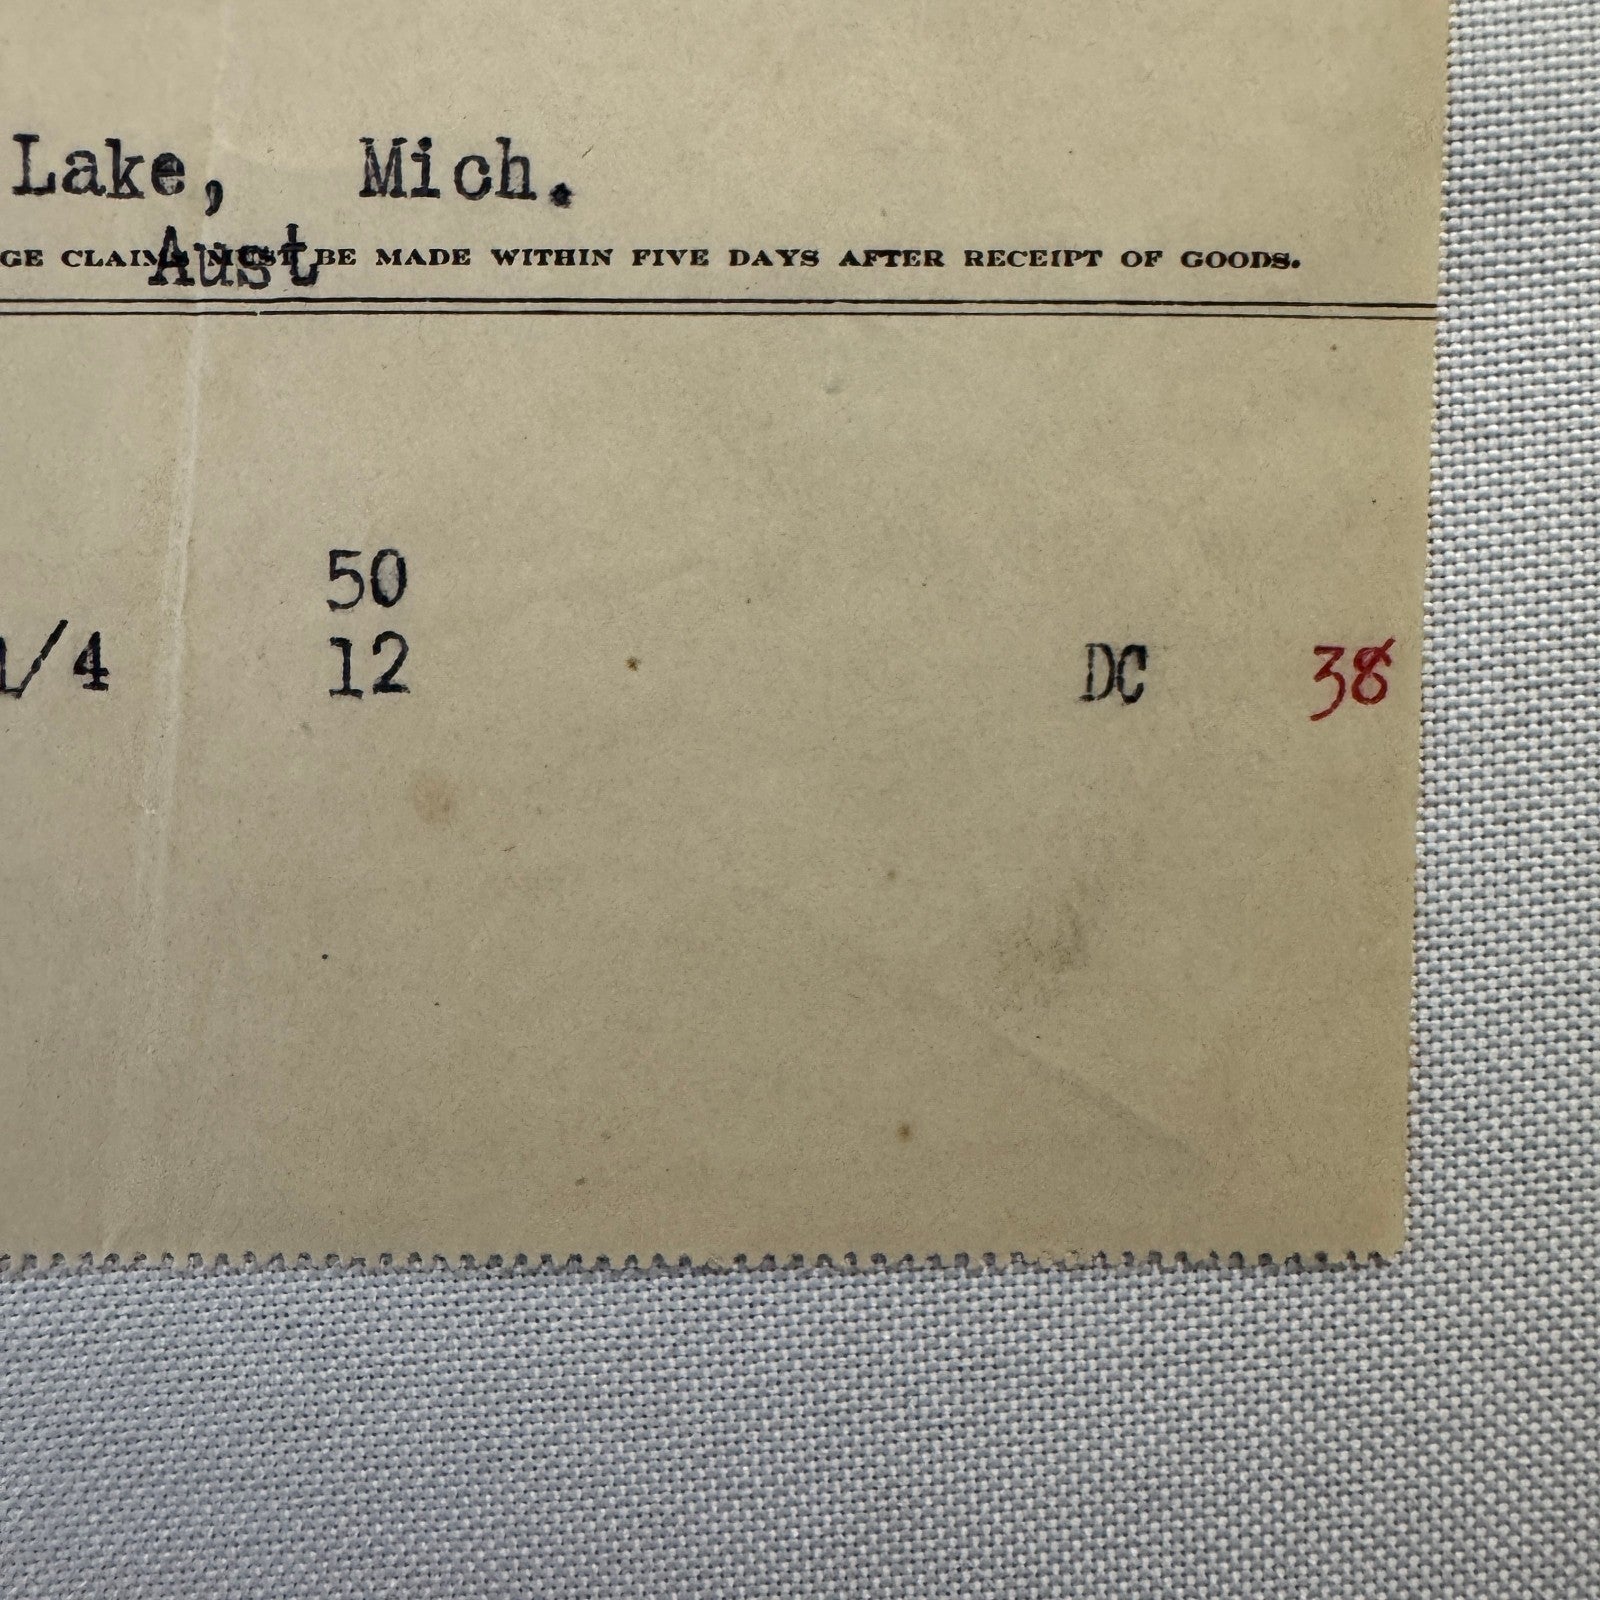 Lake, Mich.
Aust
GE CLAIMS MUST BE MADE WITHIN FIVE DAYS AFTER RECEIPT OF GOODS.
50
1/4 12 DC 38